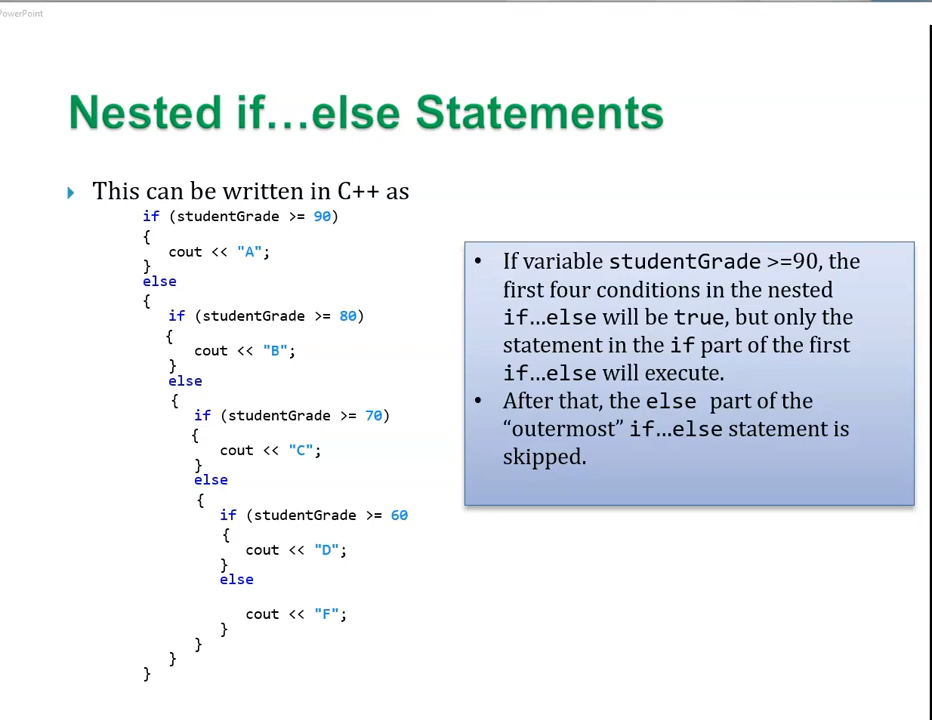 PowerPoint
Nested if...else Statements
This can be written in C++ as
if (studentGrade >= 90)
{
cout << "A";
}
else
{
if (studentGrade >= 80)
{
cout << "B";
}
else
{
if (studentGrade >= 70)
{
cout << "C";
}
else
{
if (studentGrade >= 60
{
cout << "D";
}
else
cout << "F";
}
}
}
}
• If variable studentGrade >=90, the
first four conditions in the nested
if...else will be true, but only the
statement in the if part of the first
if...else will execute.
• After that, the else part of the
“outermost” if...else statement is
skipped.